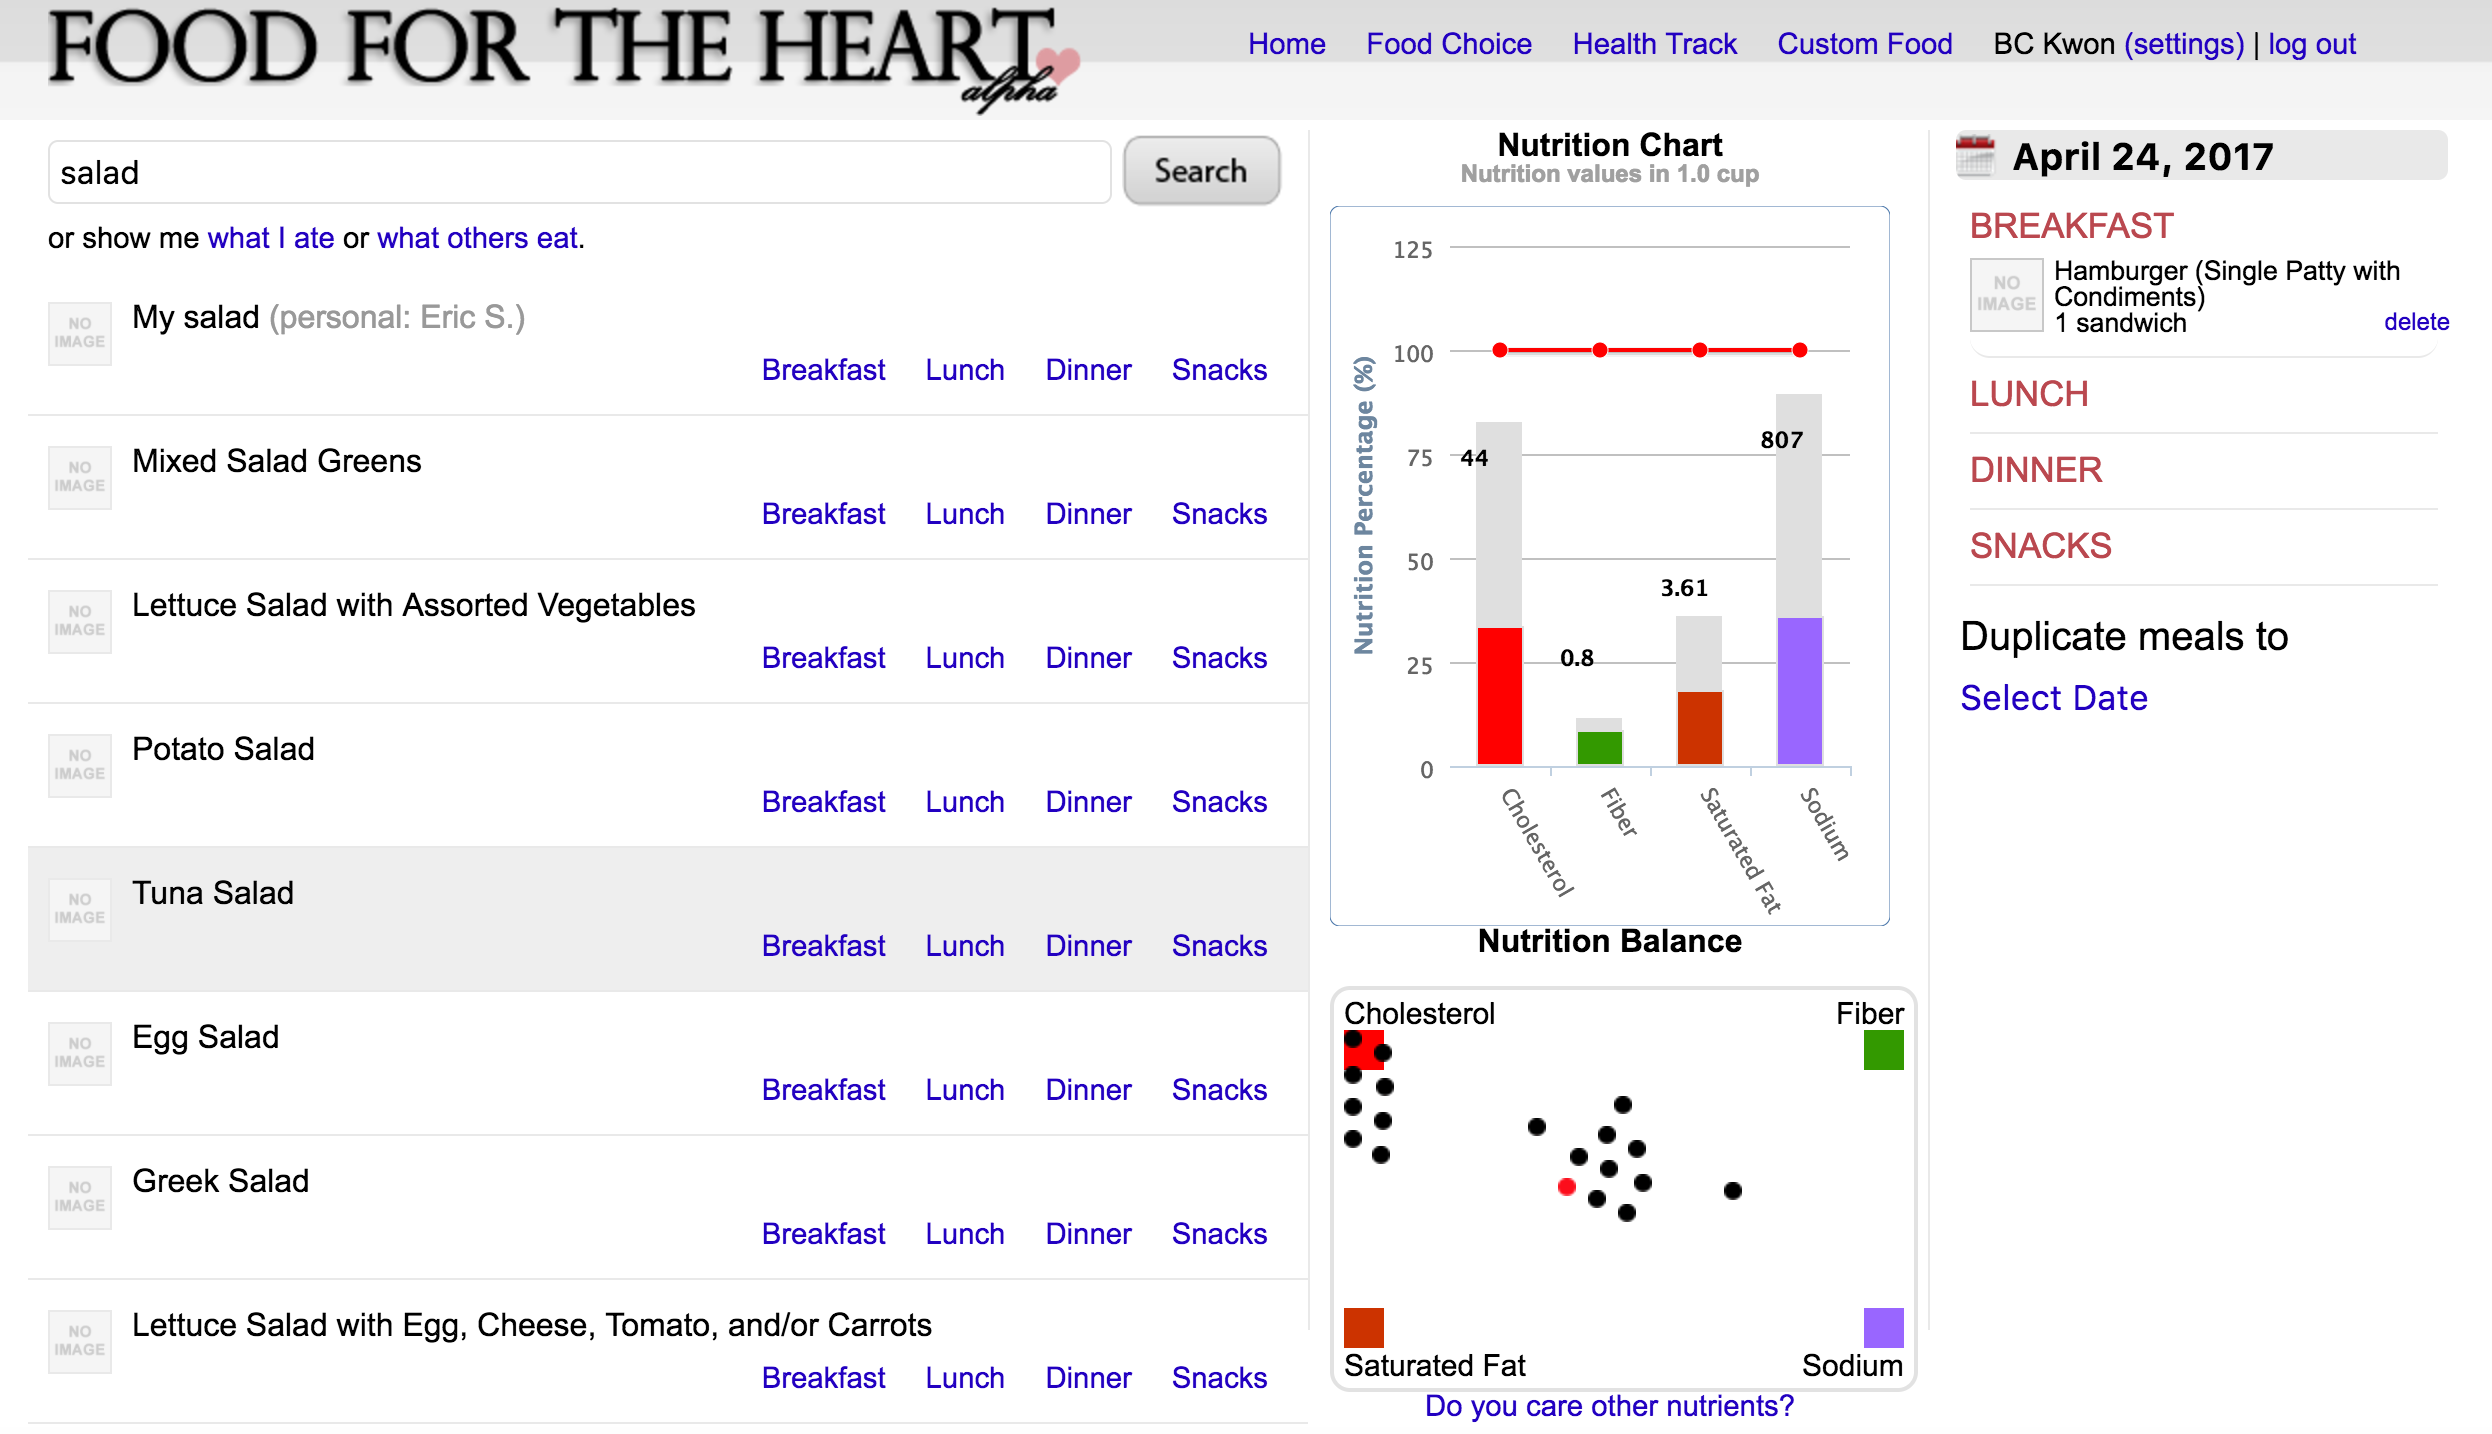 FOOD FOR THE HEART
alpha
Home Food Choice Health Track Custom Food BC Kwon (settings) | log out
salad
Search
or show me what I ate or what others eat.
NO IMAGE
My salad (personal: Eric S.)
Breakfast Lunch Dinner Snacks
NO IMAGE
Mixed Salad Greens
Breakfast Lunch Dinner Snacks
NO IMAGE
Lettuce Salad with Assorted Vegetables
Breakfast Lunch Dinner Snacks
NO IMAGE
Potato Salad
Breakfast Lunch Dinner Snacks
NO IMAGE
Tuna Salad
Breakfast Lunch Dinner Snacks
NO IMAGE
Egg Salad
Breakfast Lunch Dinner Snacks
NO IMAGE
Greek Salad
Breakfast Lunch Dinner Snacks
NO IMAGE
Lettuce Salad with Egg, Cheese, Tomato, and/or Carrots
Breakfast Lunch Dinner Snacks
Nutrition Chart
Nutrition values in 1.0 cup
Nutrition Percentage (%)
125
100
75
50
25
0
44
0.8
3.61
807
Cholesterol
Fiber
Saturated Fat
Sodium
Nutrition Balance
Cholesterol Fiber
Saturated Fat Sodium
Do you care other nutrients?
April 24, 2017
BREAKFAST
NO IMAGE
Hamburger (Single Patty with
Condiments)
1 sandwich delete
LUNCH
DINNER
SNACKS
Duplicate meals to
Select Date